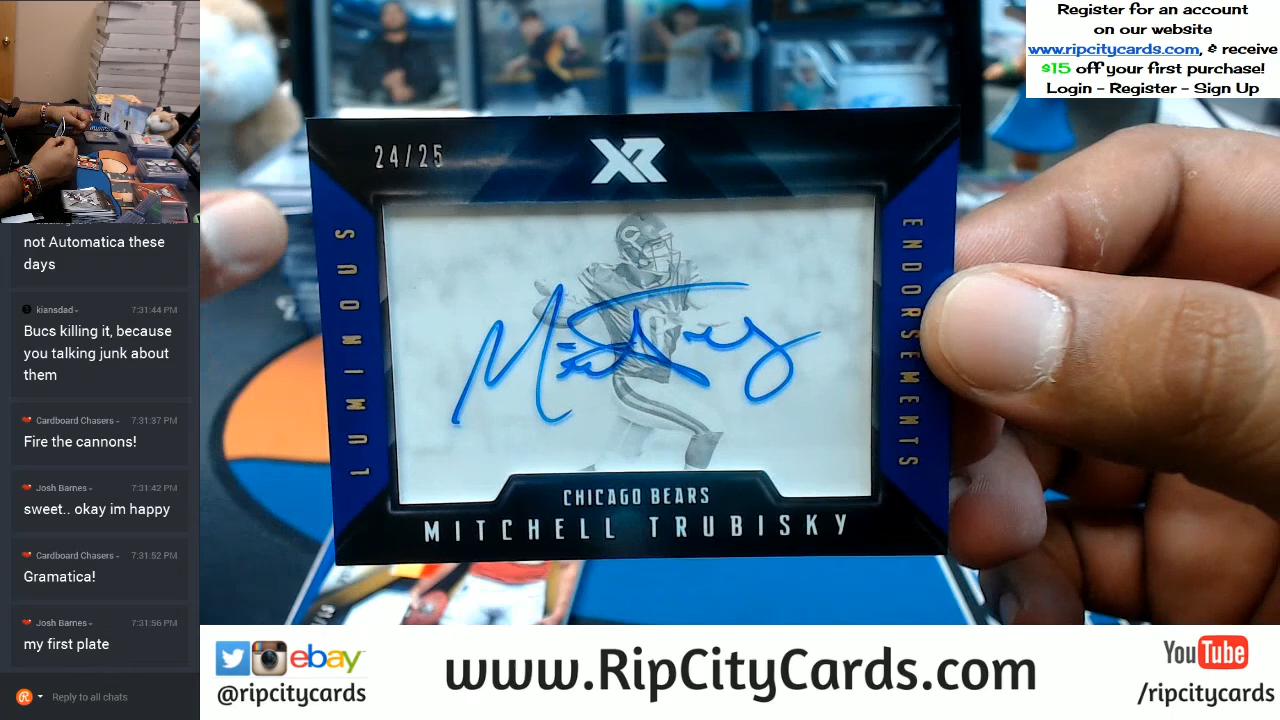 Register for an account
on our website
www.ripcitycards.com, & receive
$15 off your first purchase!
Login - Register - Sign Up
not Automatica these
days
kiansdad
7:31:44 PM
Bucs killing it, because
you talking junk about
them
Cardboard Chasers
7:31:37 PM
Fire the cannons!
Josh Barnes
7:31:42 PM
sweet.. okay im happy
Cardboard Chasers
7:31:52 PM
Gramatica!
Josh Barnes
7:31:56 PM
my first plate
Reply to all chats
24/25
XR
LUMINOUS
ENDORSEMENTS
CHICAGO BEARS
MITCHELL TRUBISKY
ebay
@ripcitycards
www.RipCityCards.com
YouTube
/ripcitycards